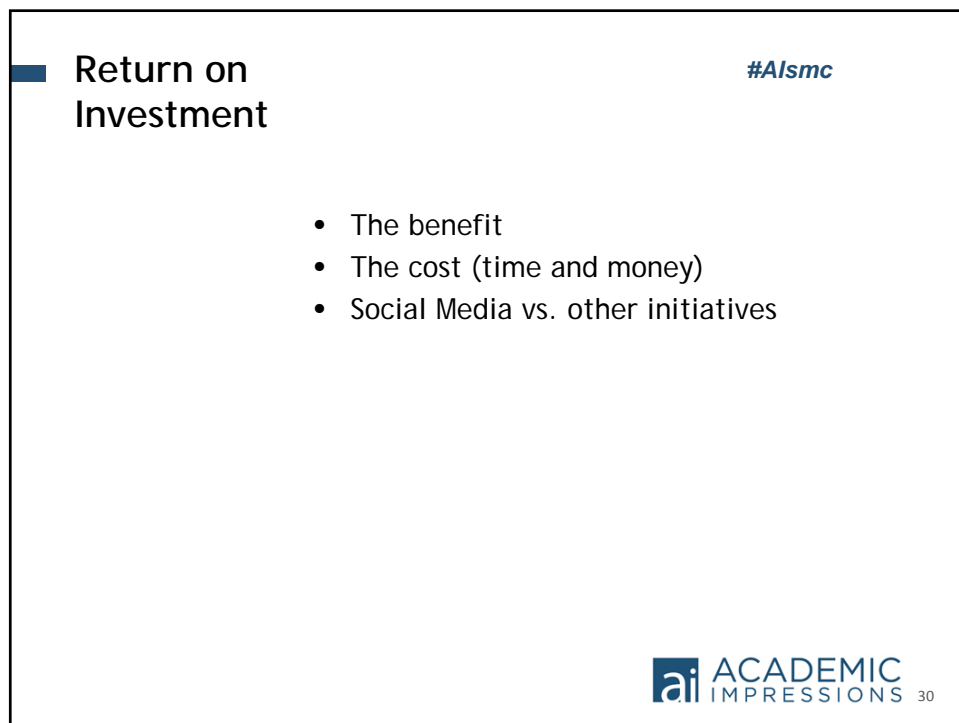 Return on
Investment
#AIsmc
• The benefit
• The cost (time and money)
• Social Media vs. other initiatives
ai ACADEMIC
IMPRESSIONS 30